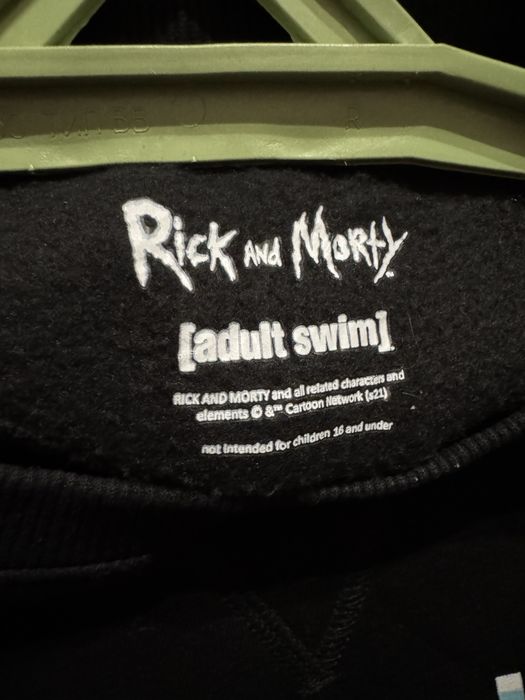 Rick AND Morty
[adult swim]
RICK AND MORTY and all related characters and
elements © &™ Cartoon Network (s21)
not intended for children 16 and under